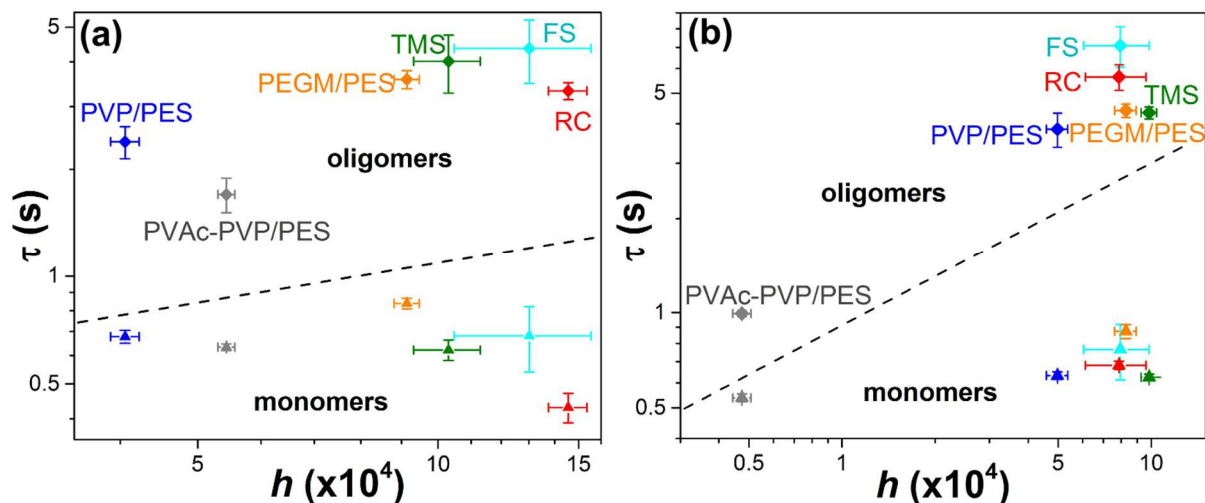 (a)
5
FS
TMS
PEGM/PES
RC
PVP/PES
oligomers
PVAc-PVP/PES
τ (s)
1
0.5
monomers
5
10
15
h (x10⁴)
(b)
FS
RC
TMS
5
PVP/PES
PEGM/PES
oligomers
τ (s)
PVAc-PVP/PES
1
monomers
0.5
0.5
1
5
10
h (x10⁴)